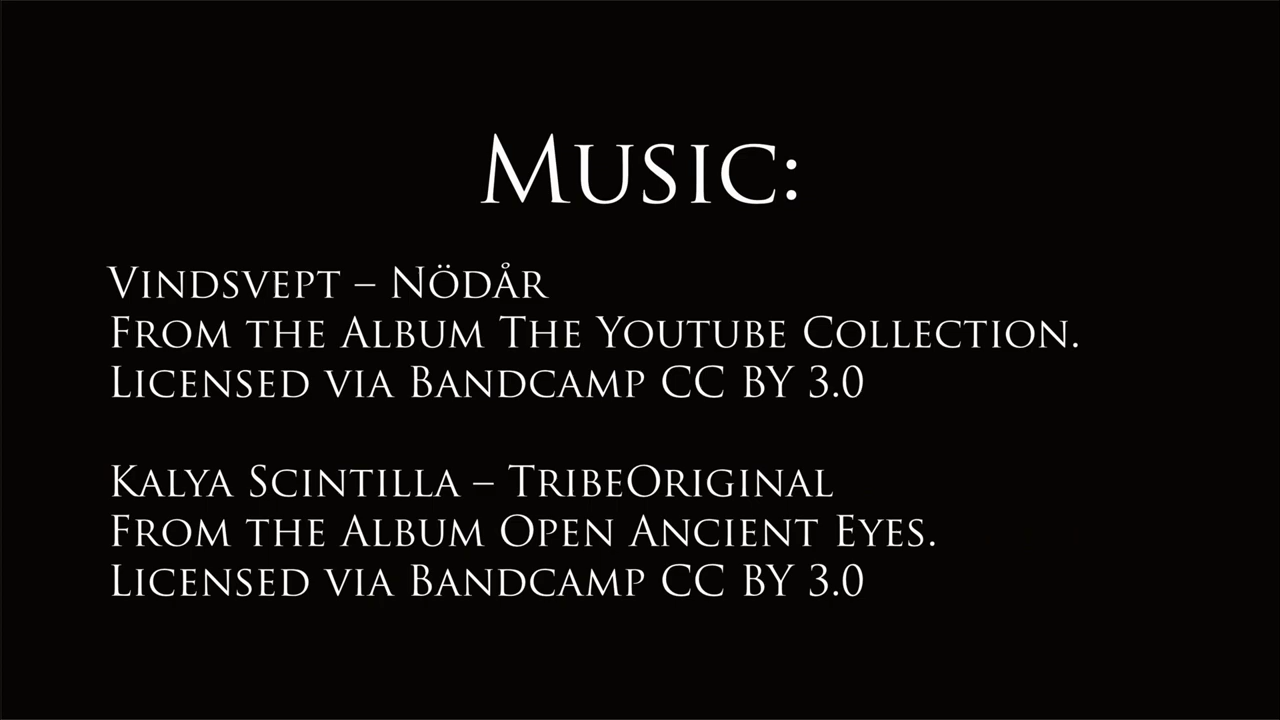 Music:
Vindsvept – Nödår
From the Album The Youtube Collection.
Licensed via Bandcamp CC BY 3.0
Kalya Scintilla – TribeOriginal
From the Album Open Ancient Eyes.
Licensed via Bandcamp CC BY 3.0